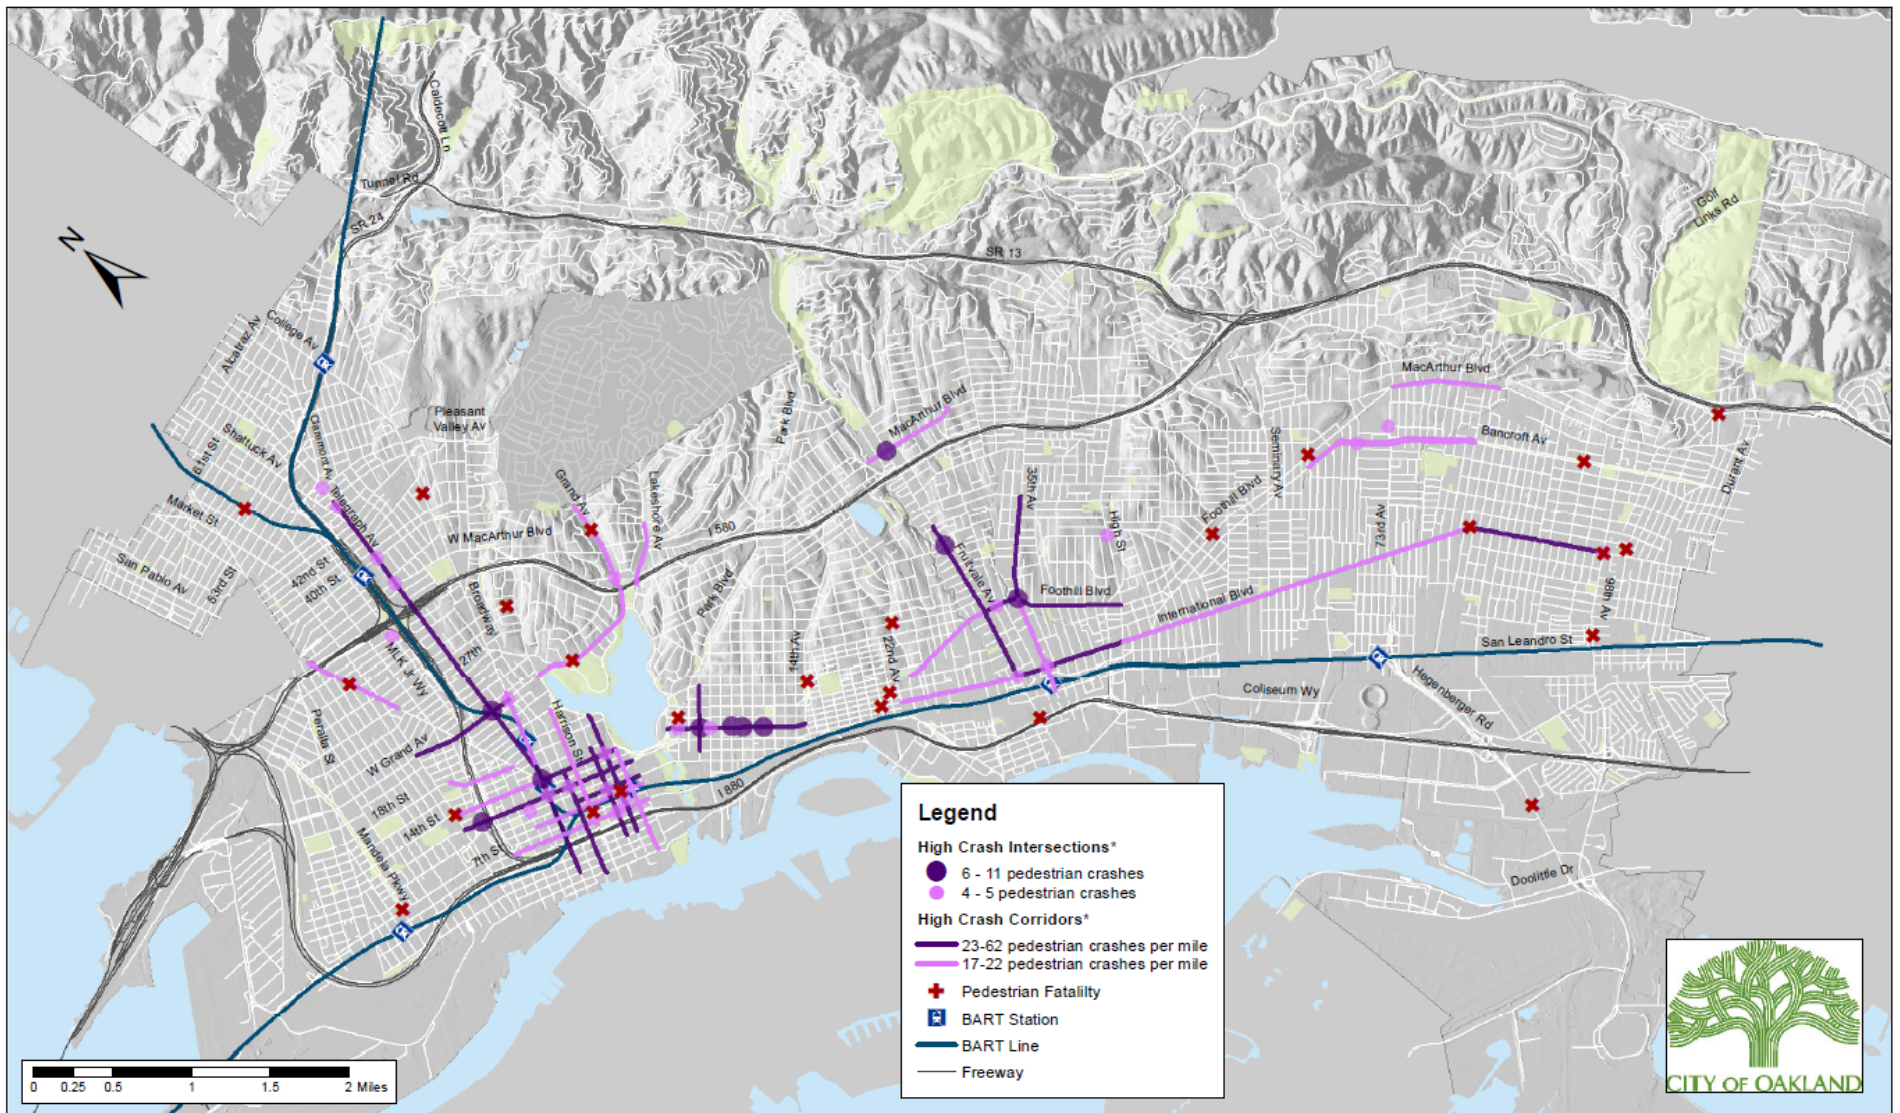 Caldecott Ln
Tunnel Rd
SR 24
Golf
Links Rd
N
SR 13
Alcatraz Av
College Av
MacArthur Blvd
MacArthur Blvd
Park Blvd
Pleasant
Valley Av
Claremont Av
Shattuck Av
61st St
Bancroft Av
Durant Av
Seminary Av
Grand Av
Lakeshore Av
35th Av
High St
Foothill Blvd
73rd Av
Telegraph Av
Market St
W MacArthur Blvd
I 580
San Pablo Av
53rd St
42nd St
40th St
Broadway
Park Blvd
Fruitvale Av
Foothill Blvd
International Blvd
98th Av
San Leandro St
27th
MLK Jr Wy
14th Av
22nd Av
Coliseum Wy
Hegenberger Rd
Peralta St
W Grand Av
Harrison St
18th St
14th St
7th St
Mandela Pkwy
I 880
Doolittle Dr
Legend
High Crash Intersections*
6 - 11 pedestrian crashes
4 - 5 pedestrian crashes
High Crash Corridors*
23-62 pedestrian crashes per mile
17-22 pedestrian crashes per mile
Pedestrian Fatalilty
BART Station
BART Line
Freeway
0 0.25 0.5 1 1.5 2 Miles
CITY OF OAKLAND